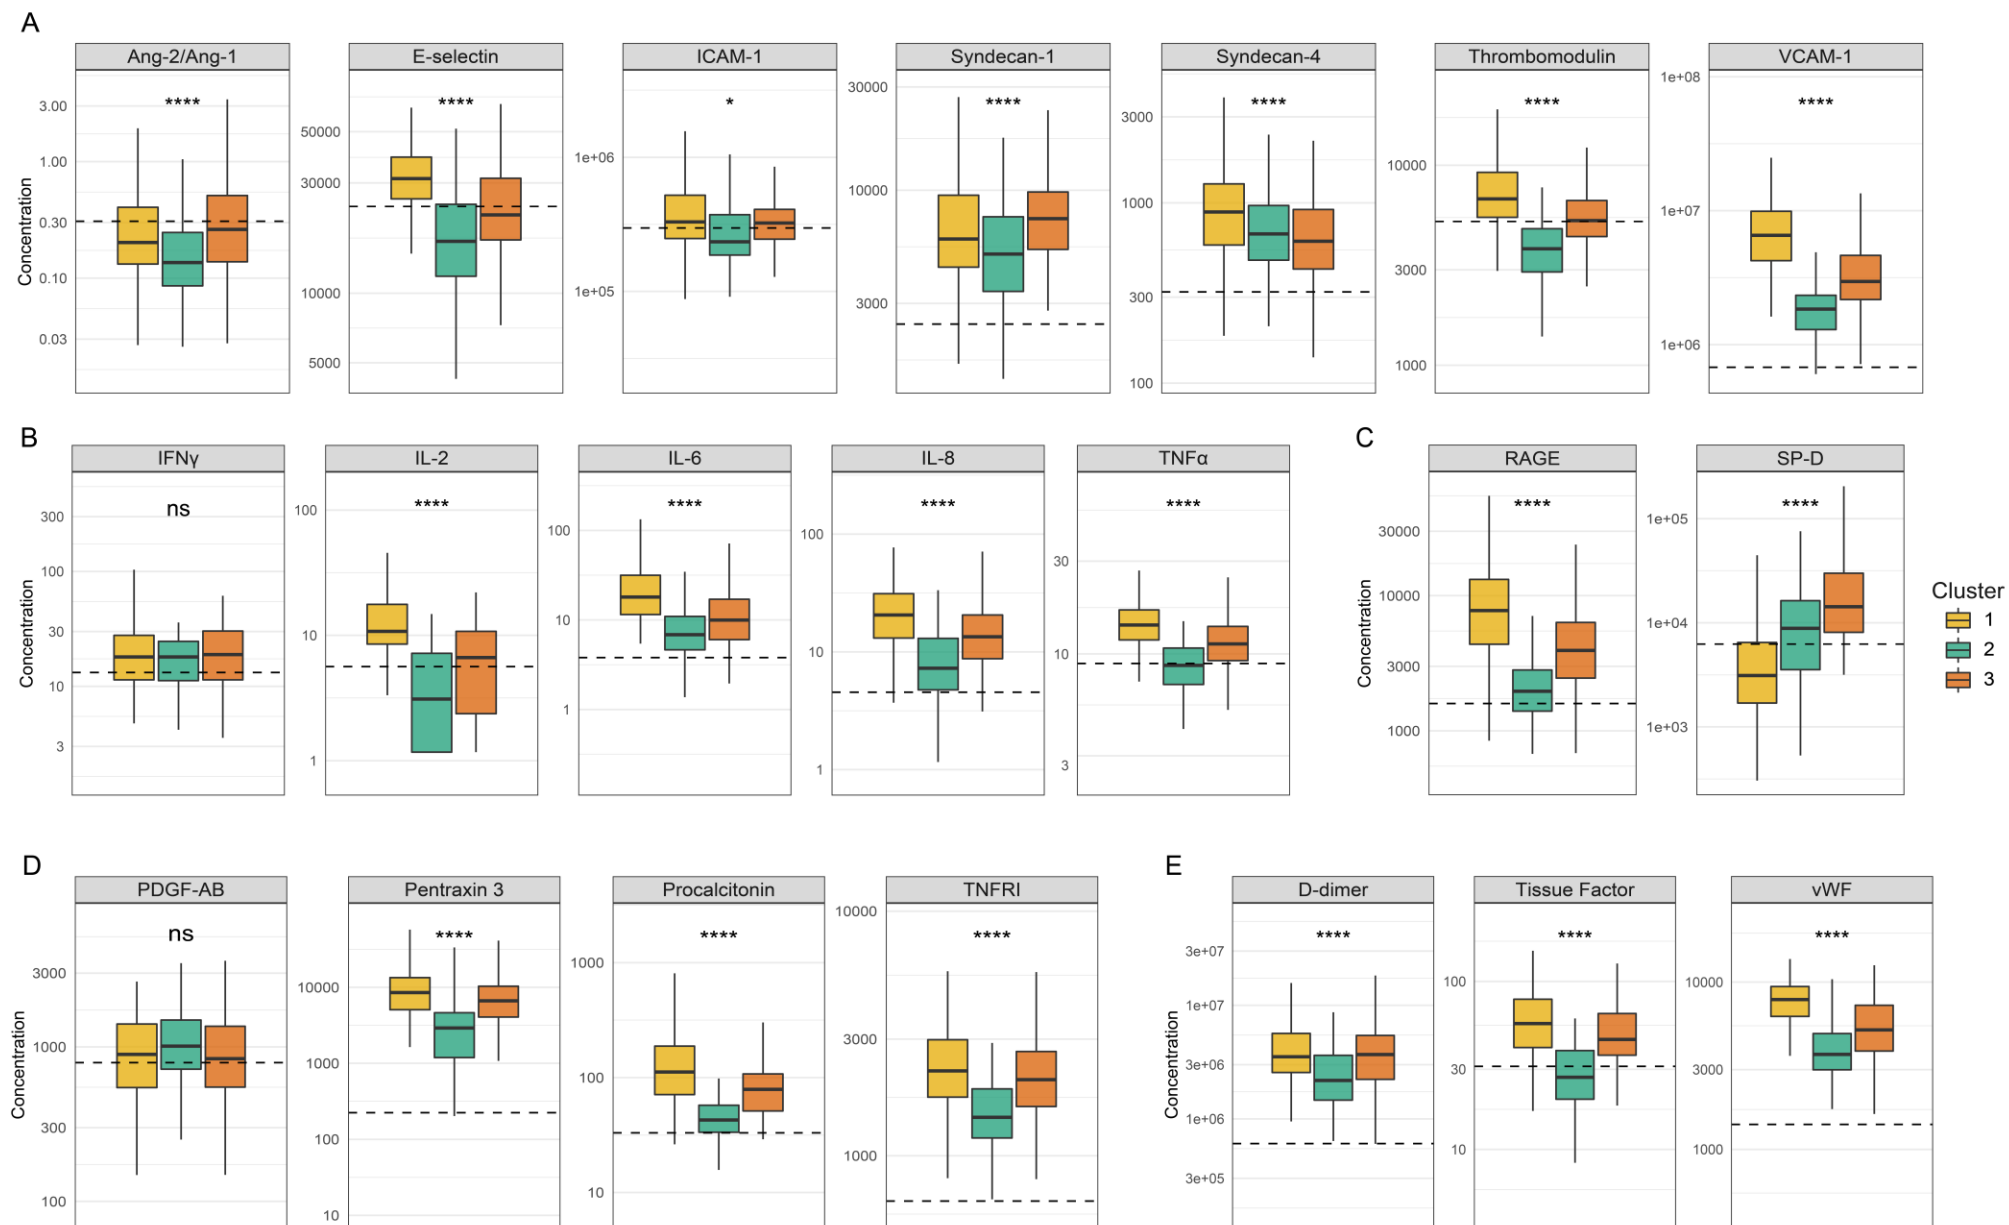 A
Ang-2/Ang-1
E-selectin
ICAM-1
Syndecan-1
Syndecan-4
Thrombomodulin
VCAM-1
Concentration
3.00
1.00
0.30
0.10
0.03
****
50000
30000
10000
5000
****
1e+06
1e+05
*
30000
10000
3000
****
3000
1000
300
100
****
10000
3000
1000
****
1e+08
1e+07
1e+06
****
B
IFNγ
IL-2
IL-6
IL-8
TNFα
Concentration
300
100
30
10
3
ns
100
10
1
****
100
10
1
****
100
10
1
****
30
10
3
****
C
RAGE
SP-D
Concentration
30000
10000
3000
1000
****
1e+05
1e+04
1e+03
****
Cluster
1
2
3
D
PDGF-AB
Pentraxin 3
Procalcitonin
TNFRI
Concentration
3000
1000
300
100
ns
10000
1000
100
10
****
1000
100
10
****
10000
3000
1000
****
E
D-dimer
Tissue Factor
vWF
Concentration
3e+07
1e+07
3e+06
1e+06
3e+05
****
100
30
10
****
10000
3000
1000
****